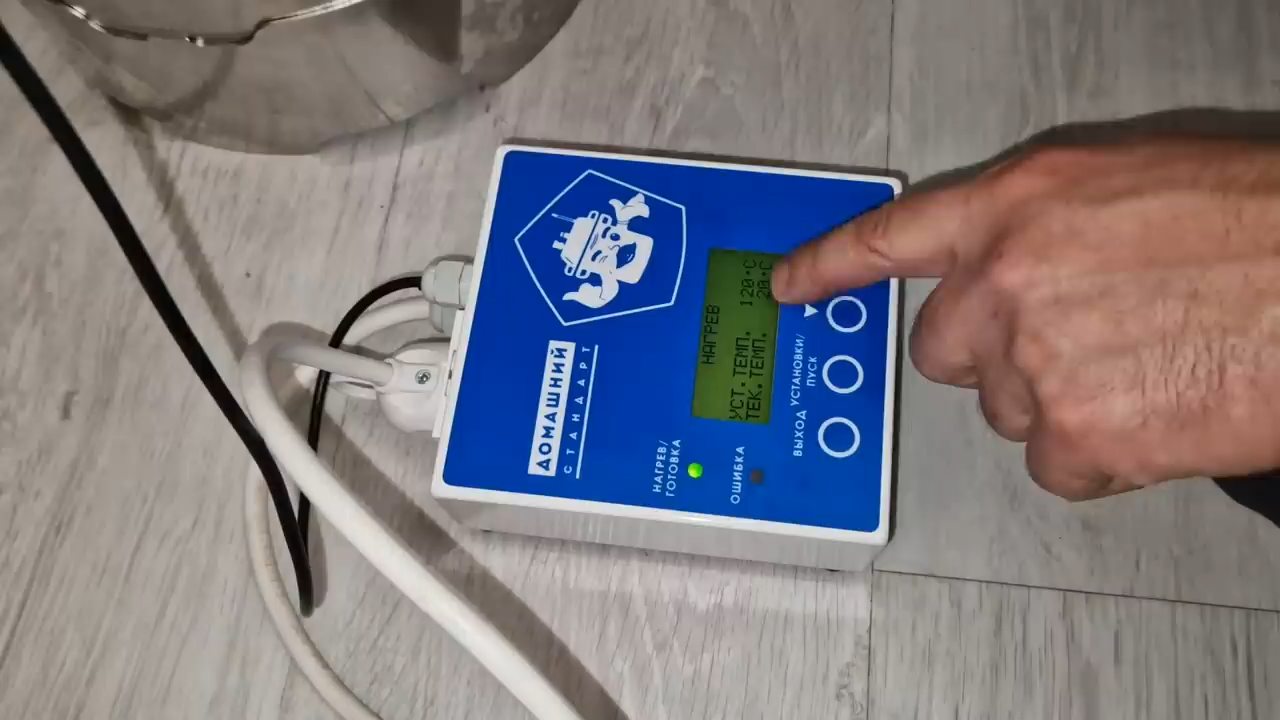 ДОМАШНИЙ
СТАНДАРТ
НАГРЕВ
УСТ.ТЕМП. 120°C
ТЕК.ТЕМП. 20°C
НАГРЕВ/
ГОТОВКА
ОШИБКА
ВЫХОД
УСТАНОВКИ/
ПУСК